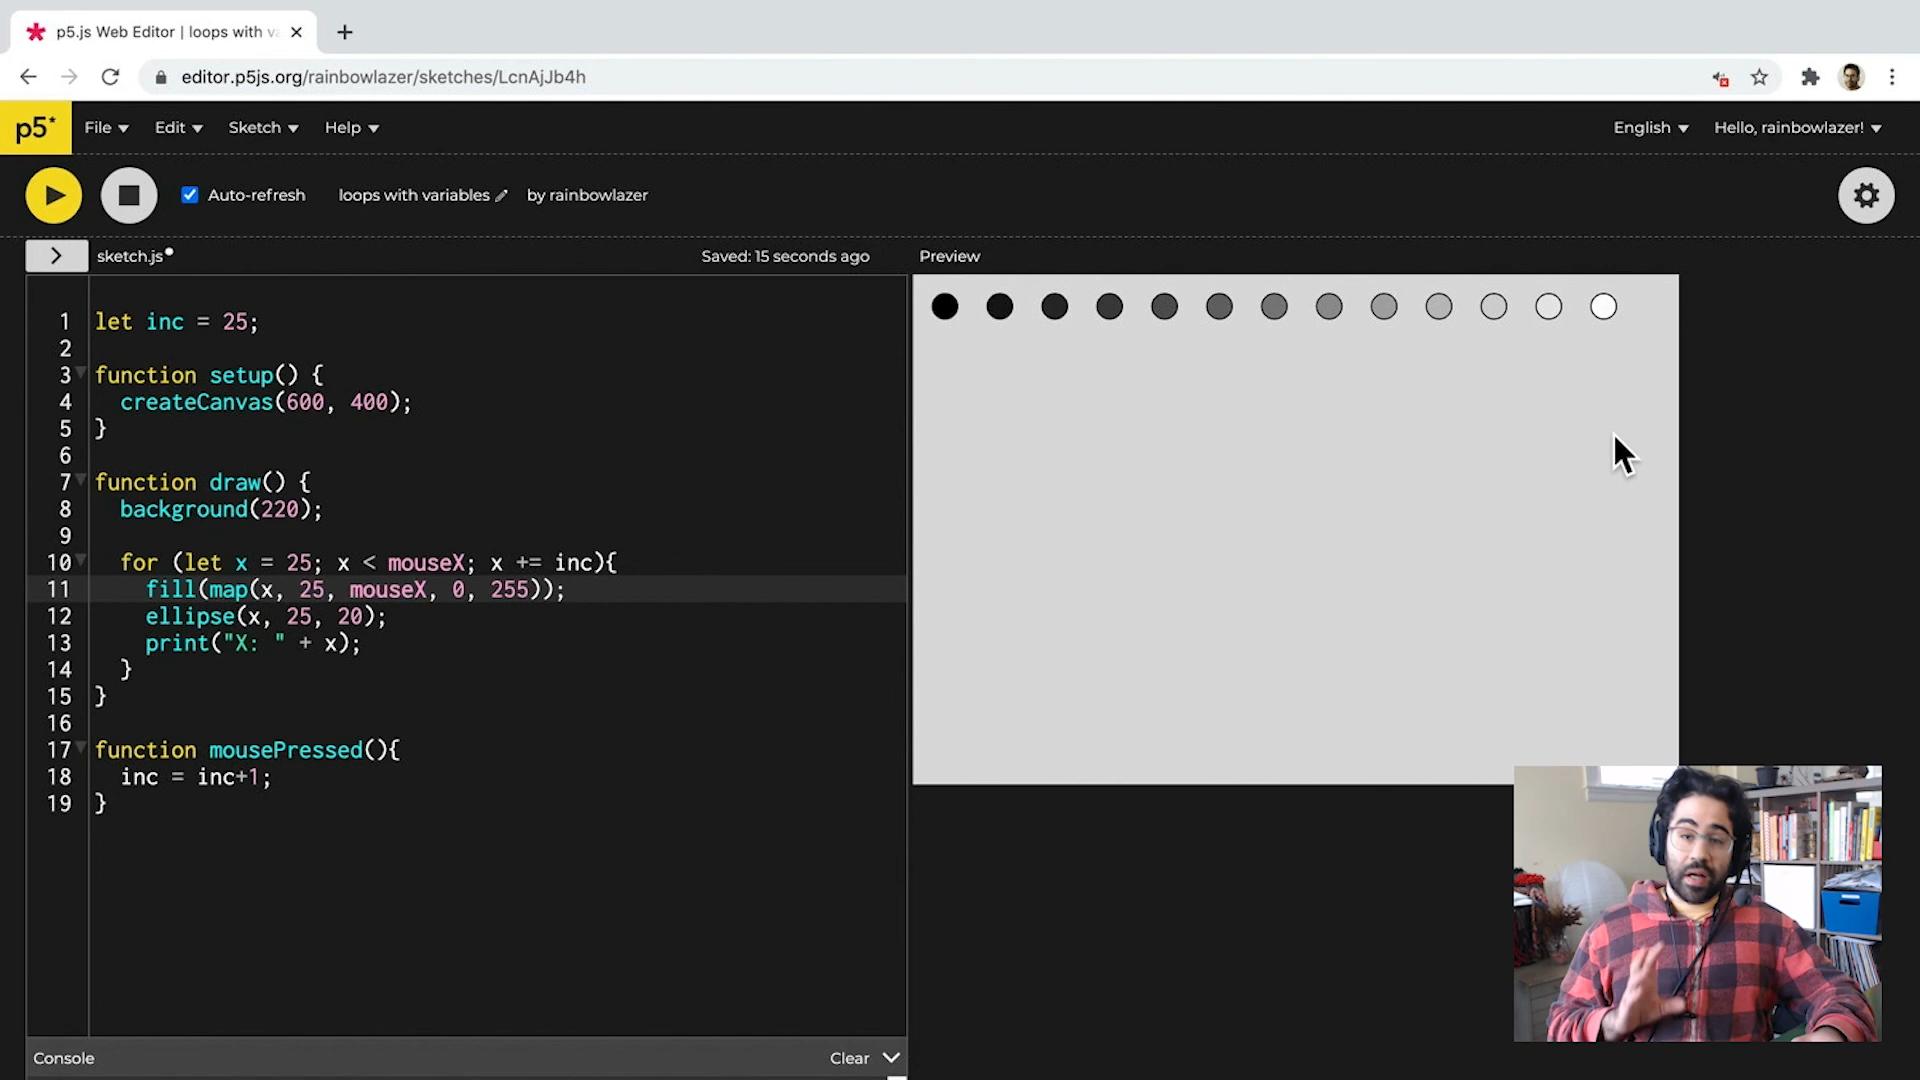 p5.js Web Editor | loops with va
editor.p5js.org/rainbowlazer/sketches/LcnAjJb4h
p5* File Edit Sketch Help English Hello, rainbowlazer!
Auto-refresh loops with variables by rainbowlazer
sketch.js Saved: 15 seconds ago Preview
1 let inc = 25;
2
3 function setup() {
4 createCanvas(600, 400);
5 }
6
7 function draw() {
8 background(220);
9
10 for (let x = 25; x < mouseX; x += inc){
11 fill(map(x, 25, mouseX, 0, 255));
12 ellipse(x, 25, 20);
13 print("X: " + x);
14 }
15 }
16
17 function mousePressed(){
18 inc = inc+1;
19 }
Console Clear